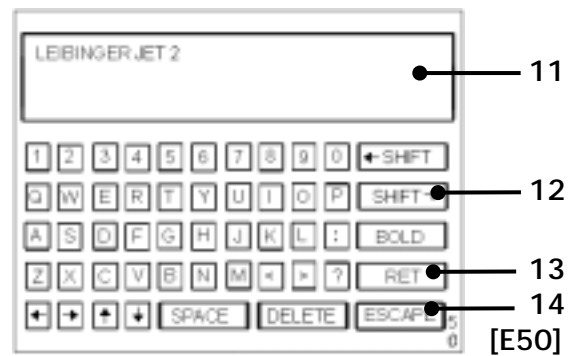 LEIBINGER JET 2
11
1 2 3 4 5 6 7 8 9 0 ←SHIFT
Q W E R T Y U I O P SHIFT→ 12
A S D F G H J K L : BOLD
Z X C V B N M < > ? RET 13
← → ↑ ↓ SPACE DELETE ESCAPE 14
50
[E50]